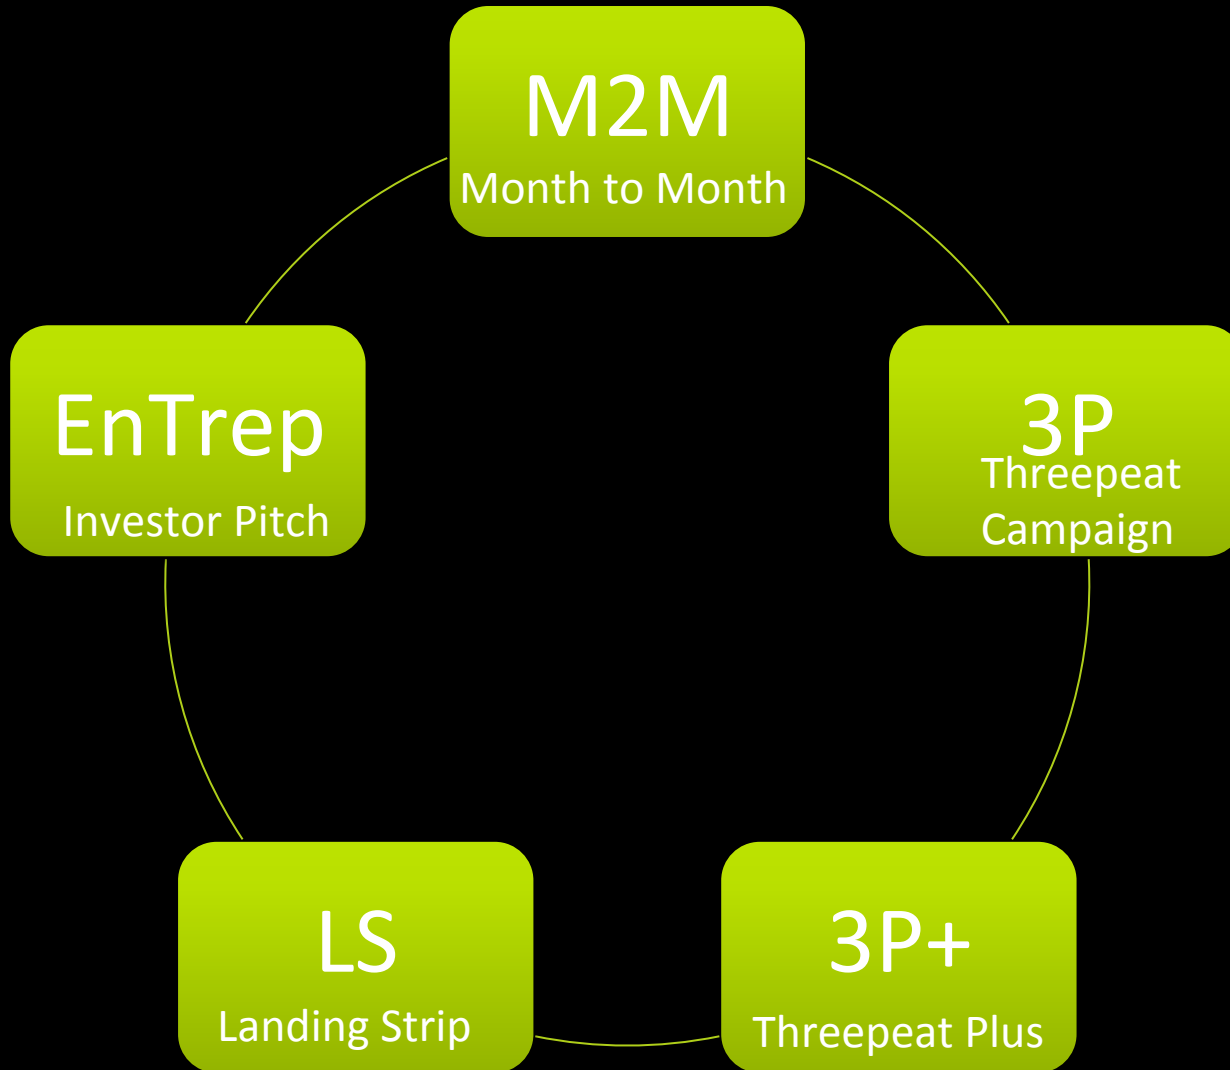 M2M
Month to Month
EnTrep
Investor Pitch
3P
Threepeat
Campaign
LS
Landing Strip
3P+
Threepeat Plus